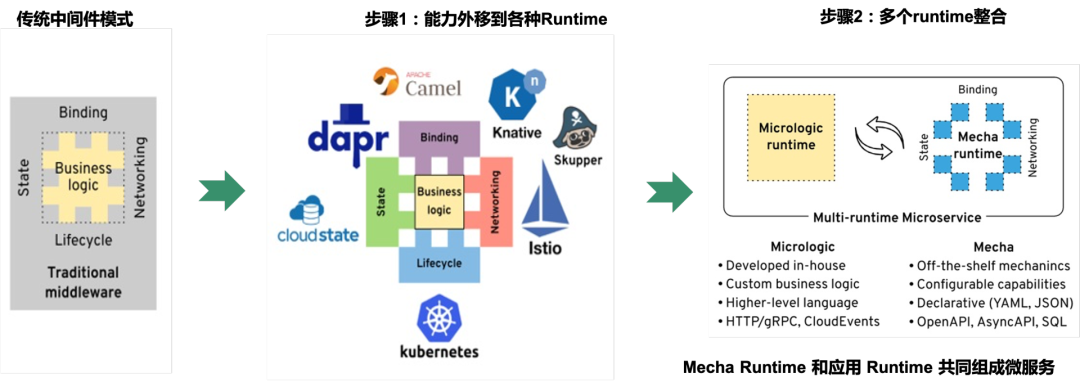 传统中间件模式
Binding
State
Business
logic
Networking
Lifecycle
Traditional
middleware
步骤1：能力外移到各种Runtime
APACHE
Camel
dapr
n
K
Knative
Skupper
Binding
State
Business
logic
Networking
cloudstate
Istio
Lifecycle
kubernetes
步骤2：多个runtime整合
Micrologic
runtime
Binding
State
Mecha
runtime
Networking
Multi-runtime Microservice
Micrologic
• Developed in-house
• Custom business logic
• Higher-level language
• HTTP/gRPC, CloudEvents
Mecha
• Off-the-shelf mechanincs
• Configurable capabilities
• Declarative (YAML, JSON)
• OpenAPI, AsyncAPI, SQL
Mecha Runtime 和应用 Runtime 共同组成微服务